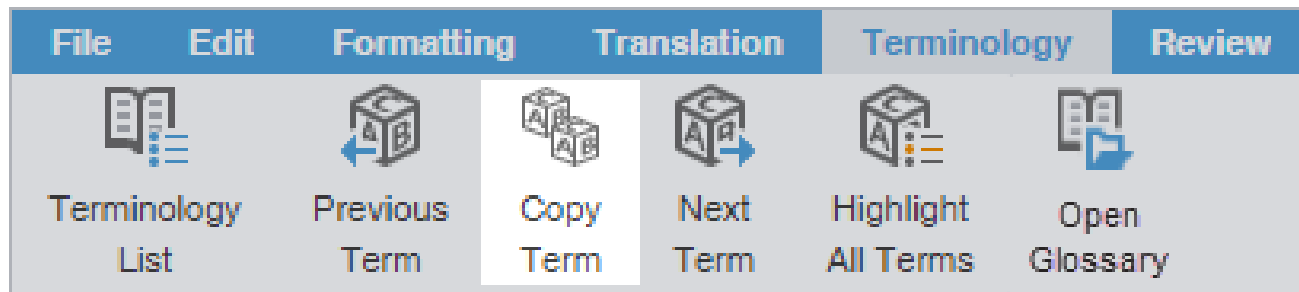 File Edit Formatting Translation Terminology Review
Terminology List
Previous Term
Copy Term
Next Term
Highlight All Terms
Open Glossary